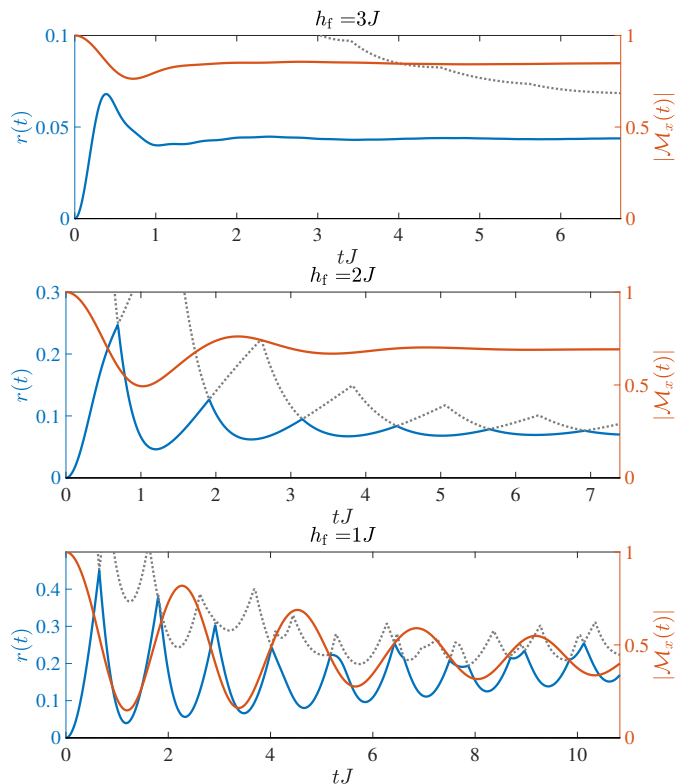 h_f =3J
0.1
0.05
0
r(t)
1
0.5
0
|M_x(t)|
0 1 2 3 4 5 6
tJ
h_f =2J
0.3
0.2
0.1
0
r(t)
1
0.5
0
|M_x(t)|
0 1 2 3 4 5 6 7
tJ
h_f =1J
0.4
0.3
0.2
0.1
0
r(t)
1
0.5
0
|M_x(t)|
0 2 4 6 8 10
tJ